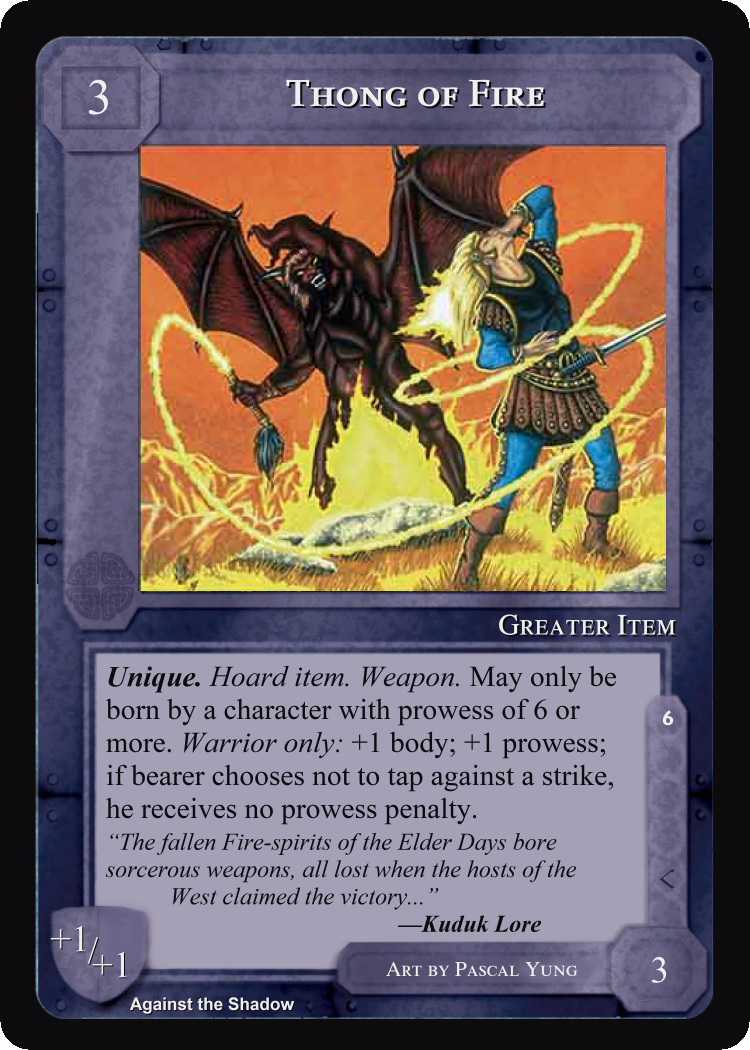 3
Thong of Fire
Greater Item
Unique. Hoard item. Weapon. May only be
born by a character with prowess of 6 or
more. Warrior only: +1 body; +1 prowess;
if bearer chooses not to tap against a strike,
he receives no prowess penalty.
6
“The fallen Fire-spirits of the Elder Days bore
sorcerous weapons, all lost when the hosts of the
West claimed the victory...”
—Kuduk Lore
<
+1/+1
Art by Pascal Yung
3
Against the Shadow